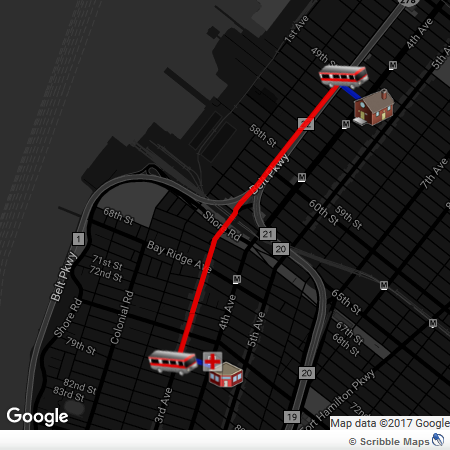 278
1st Ave
4th Ave
5th Ave
49th St
M
M
58th St
Belt Pkwy
M
7th Ave
60th St
59th St
68th St
Shore Rd
21
20
1
Belt Pkwy
Bay Ridge Ave
71st St
72nd St
M
M
65th St
Shore Rd
Colonial Rd
4th Ave
5th Ave
M
67th St
68th St
79th St
20
82nd St
83rd St
3rd Ave
Fort Hamilton Pkwy
72nd St
19
Google
Map data ©2017 Google
© Scribble Maps